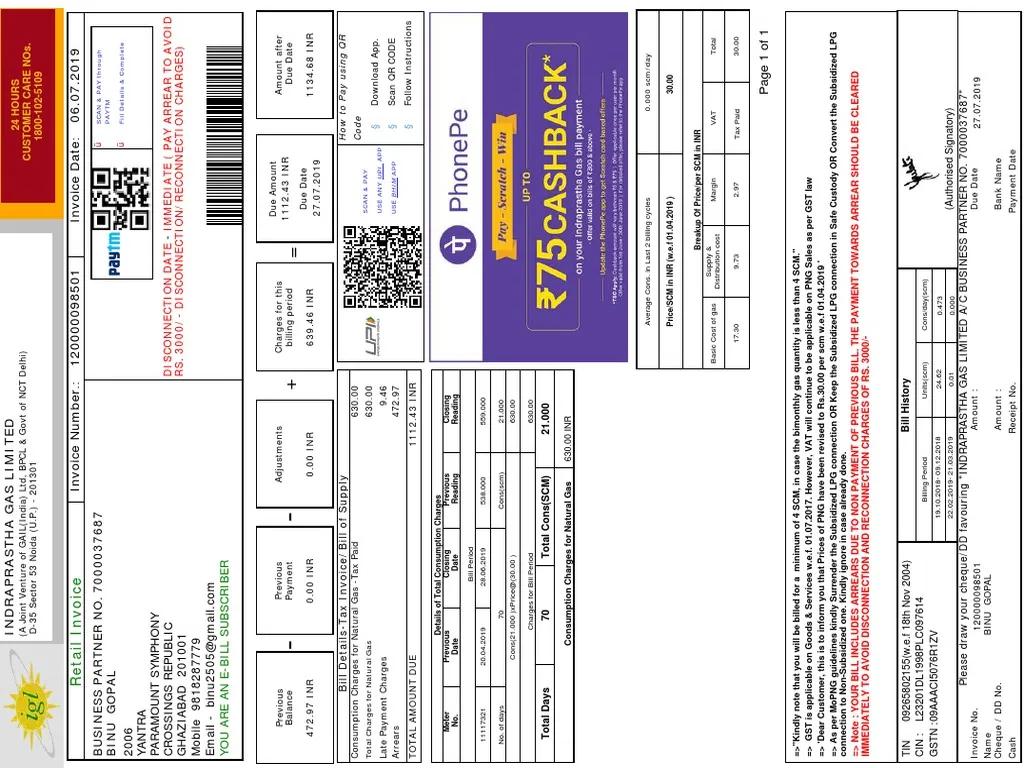 igl
INDRAPRASTHA GAS LIMITED
(A Joint Venture of GAIL(India) Ltd, BPCL & Govt of NCT Delhi)
D-35 Sector 53 Noida (U.P.) - 201301
24 HOURS
CUSTOMER CARE NOs.
1800-102-5109
Retail Invoice
Invoice Number: 120000098501
Invoice Date: 06.07.2019
BUSINESS PARTNER NO. 7000037687
BINU GOPAL
2006
YANTRA
PARAMOUNT SYMPHONY
CROSSINGS REPUBLIC
GHAZIABAD 201001
Mobile 9818287779
Email - binu2505@gmail.com
YOU ARE AN E-BILL SUBSCRIBER
paytm
ü SCAN & PAY through
PAYTM
ü Fill Details & Complete
DISCONNECTION DATE - IMMEDIATE ( PAY ARREAR TO AVOID
RS. 3000/- DISCONNECTION/ RECONNECTION CHARGES)
Previous Balance
472.97 INR
-
Previous Payment
0.00 INR
-
Adjustments
0.00 INR
+
Charges for this billing period
639.46 INR
=
Due Amount
1112.43 INR
Due Date
27.07.2019
Amount after Due Date
1134.68 INR
Bill Details-Tax Invoice/ Bill of Supply
Consumption Charges for Natural Gas -Tax Paid 630.00
Total Charges for Natural Gas 630.00
Late Payment Charges 9.46
Arrears 472.97
TOTAL AMOUNT DUE 1112.43 INR
UPI
SCAN & PAY
USE ANY UPI APP
USE BHIM APP
How to Pay using QR
Code
§ Download App.
§ Scan QR CODE
§ Follow Instructions
Details of Total Consumption Charges
Meter No. Previous Date Closing Date Previous Reading Closing Reading
Bill Period
11117321 20.04.2019 28.06.2019 538.000 559.000
No. of days 70 Cons(scm) 21.000
Cons(21.000 )xPrice@(30.00 ) 630.00
Charges for Bill Period 630.00
Total Days 70 Total Cons(SCM) 21.000
Consumption Charges for Natural Gas 630.00 INR
PhonePe
Pay - Scratch - Win
UP TO
₹75CASHBACK*
on your Indraprastha Gas bill payment
- Offer valid on bills of ₹300 & above -
Update the PhonePe app to get Scratch card based offers
Average Cons. in Last 2 billing cycles 0.000 scm/day
Price/SCM in INR (w.e.f 01.04.2019 ) 30.00
Breakup Of Price/per SCM in INR
Basic Cost of gas Supply & Distribution cost Margin VAT Total
17.30 9.73 2.97 Tax Paid 30.00
Page 1 of 1
=>"Kindly note that you will be billed for a minimum of 4 SCM, in case the bimonthly gas quantity is less than 4 SCM."
=> GST is applicable on Goods & Services w.e.f. 01.07.2017. However, VAT will continue to be applicable on PNG Sales as per GST law
=> 'Dear Customer, this is to inform you that Prices of PNG have been revised to Rs.30.00 per scm w.e.f 01.04.2019 '
=> As per MoPNG guidelines kindly Surrender the Subsidized LPG connection OR Keep the Subsidized LPG connection in Safe Custody OR Convert the Subsidized LPG
connection to Non-Subsidized one. Kindly ignore in case already done.
=> Note : YOUR BILL INCLUDES ARREARS DUE TO NON PAYMENT OF PREVIOUS BILL. THE PAYMENT TOWARDS ARREAR SHOULD BE CLEARED
IMMEDIATELY TO AVOID DISCONNECTION AND RECONNECTION CHARGES OF RS. 3000/-
TIN 09265802155(w.e.f 18th Nov 2004)
CIN : L23201DL1998PLC097614
GSTN :09AAACI5076R1ZV
Bill History
Billing Period Units(scm) Cons/day(scm)
19.10.2018- 09.12.2018 24.62 0.473
22.02.2019- 21.03.2019 0.01 0.000
(Authorised Signatory)
Please draw your cheque/DD favouring "INDRAPRASTHA GAS LIMITED A/C BUSINESS PARTNER NO. 7000037687"
Invoice No. 120000098501 Amount : Due Date 27.07.2019
Name BINU GOPAL
Cheque / DD No. Amount : Bank Name
Cash Receipt No. Payment Date